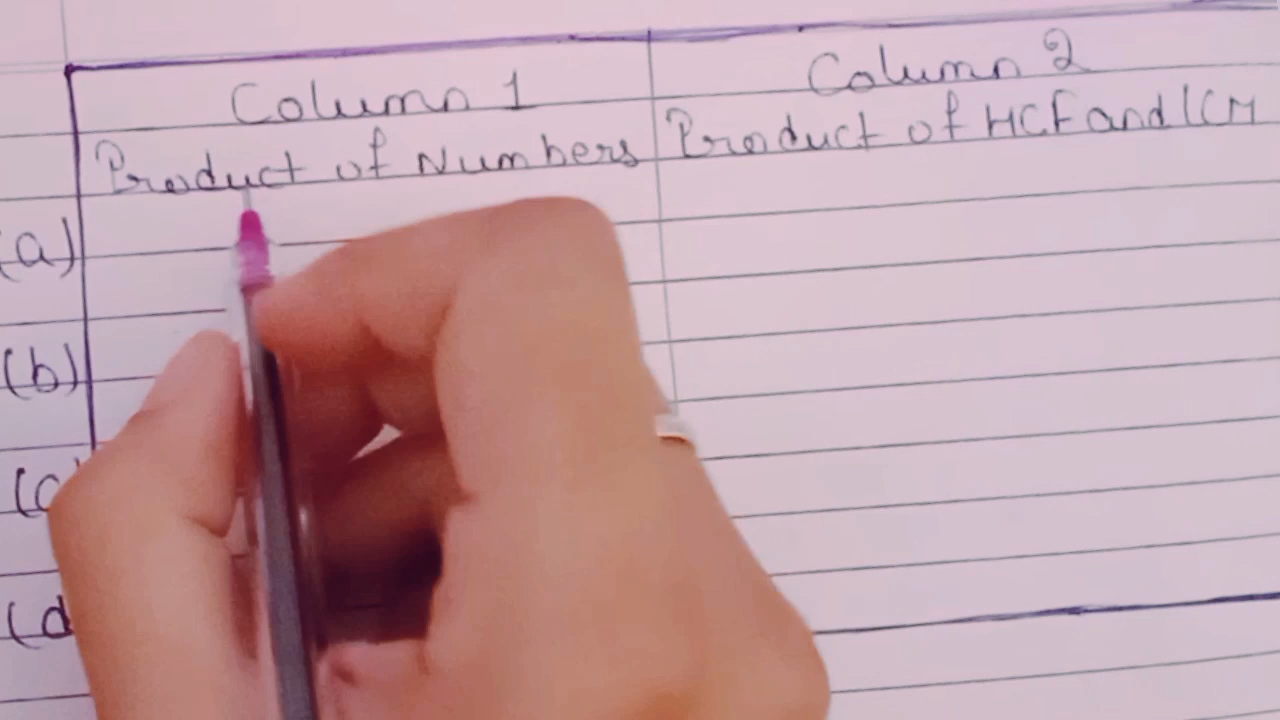 Column 1 Column 2
Product of Numbers Product of HCF and LCM
(a)
(b)
(c
(d